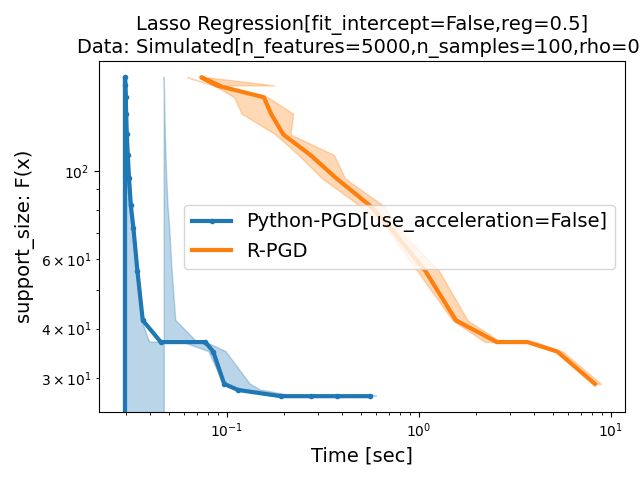 Lasso Regression[fit_intercept=False,reg=0.5]
Data: Simulated[n_features=5000,n_samples=100,rho=0
support_size: F(x)
10²
6 × 10¹
4 × 10¹
3 × 10¹
Python-PGD[use_acceleration=False]
R-PGD
10⁻¹ 10⁰ 10¹
Time [sec]